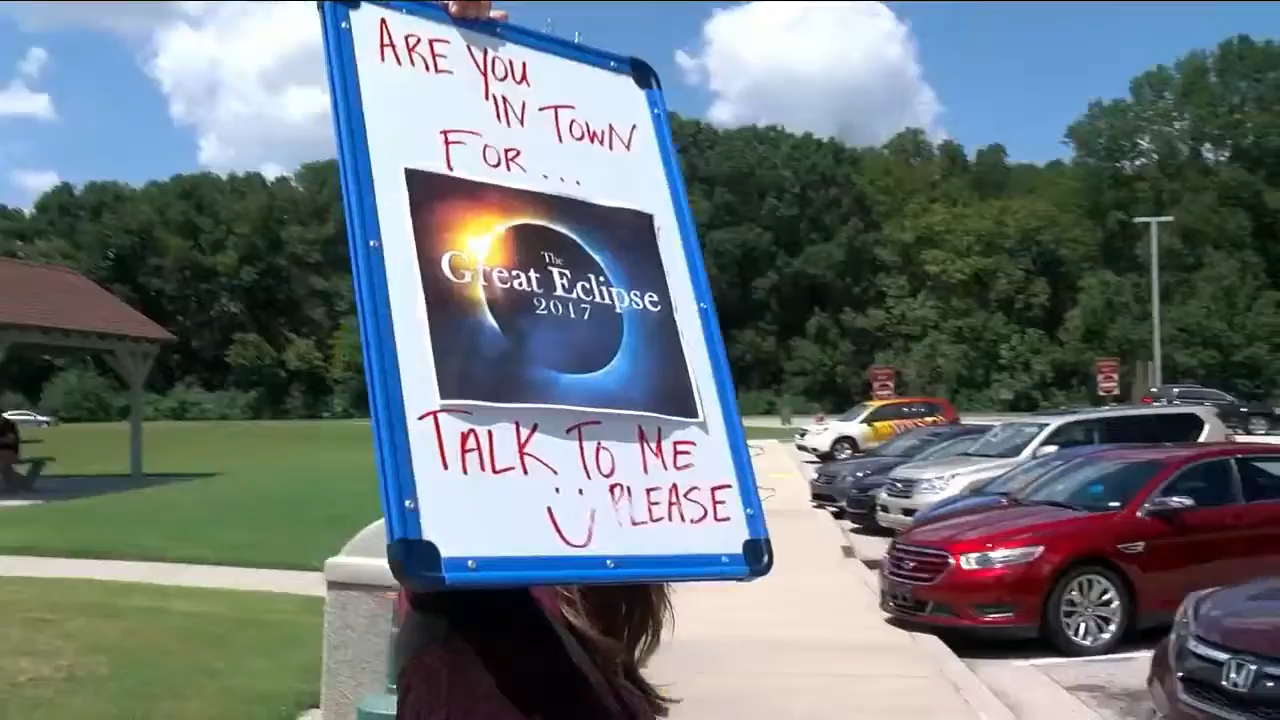 ARE YOU
IN TOWN
FOR...
The
Great Eclipse
2017
TALK TO ME
PLEASE